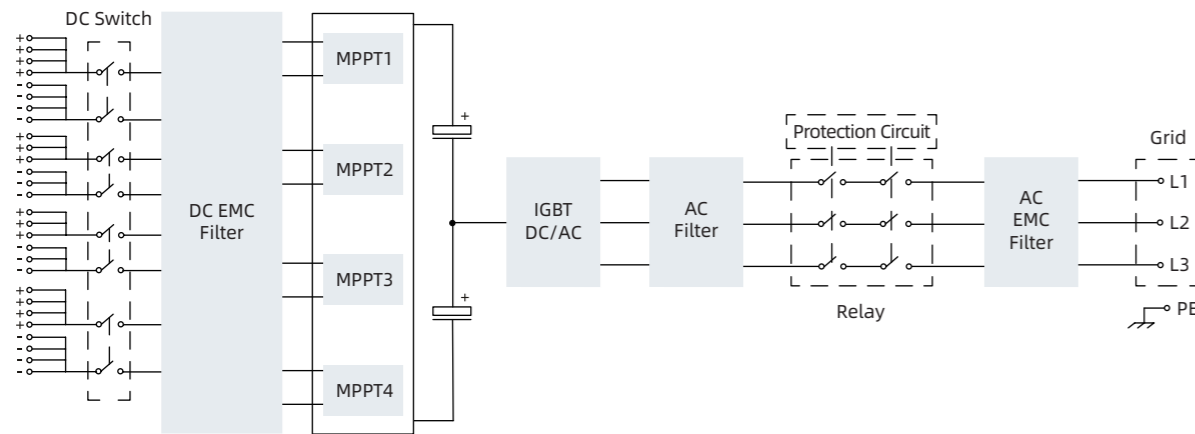 DC Switch
+
+
+
+
-
-
-
-
+
+
+
-
-
-
+
+
+
-
-
-
+
+
+
+
-
-
-
-
DC EMC
Filter
MPPT1
MPPT2
MPPT3
MPPT4
+
+
IGBT
DC/AC
AC
Filter
Protection Circuit
Relay
AC
EMC
Filter
Grid
L1
L2
L3
PE